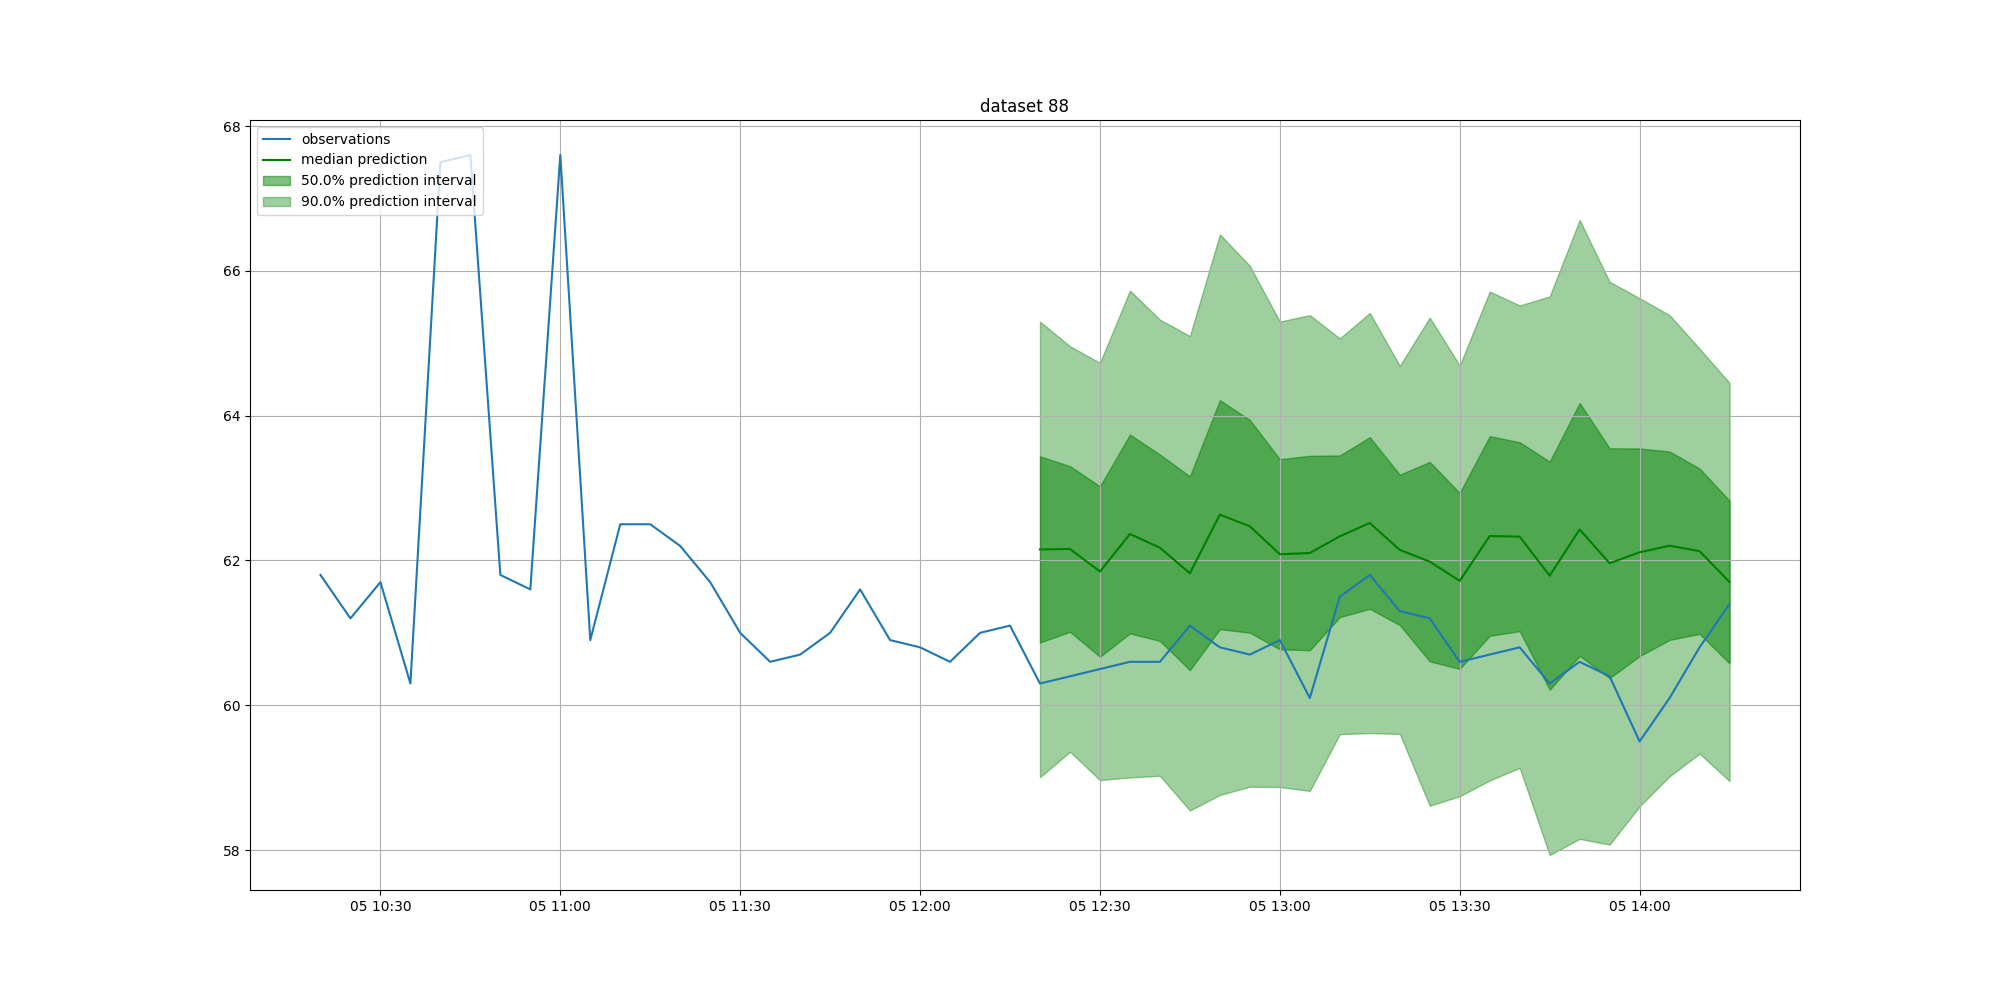 dataset 88
68
66
64
62
60
58
observations
median prediction
50.0% prediction interval
90.0% prediction interval
05 10:30
05 11:00
05 11:30
05 12:00
05 12:30
05 13:00
05 13:30
05 14:00